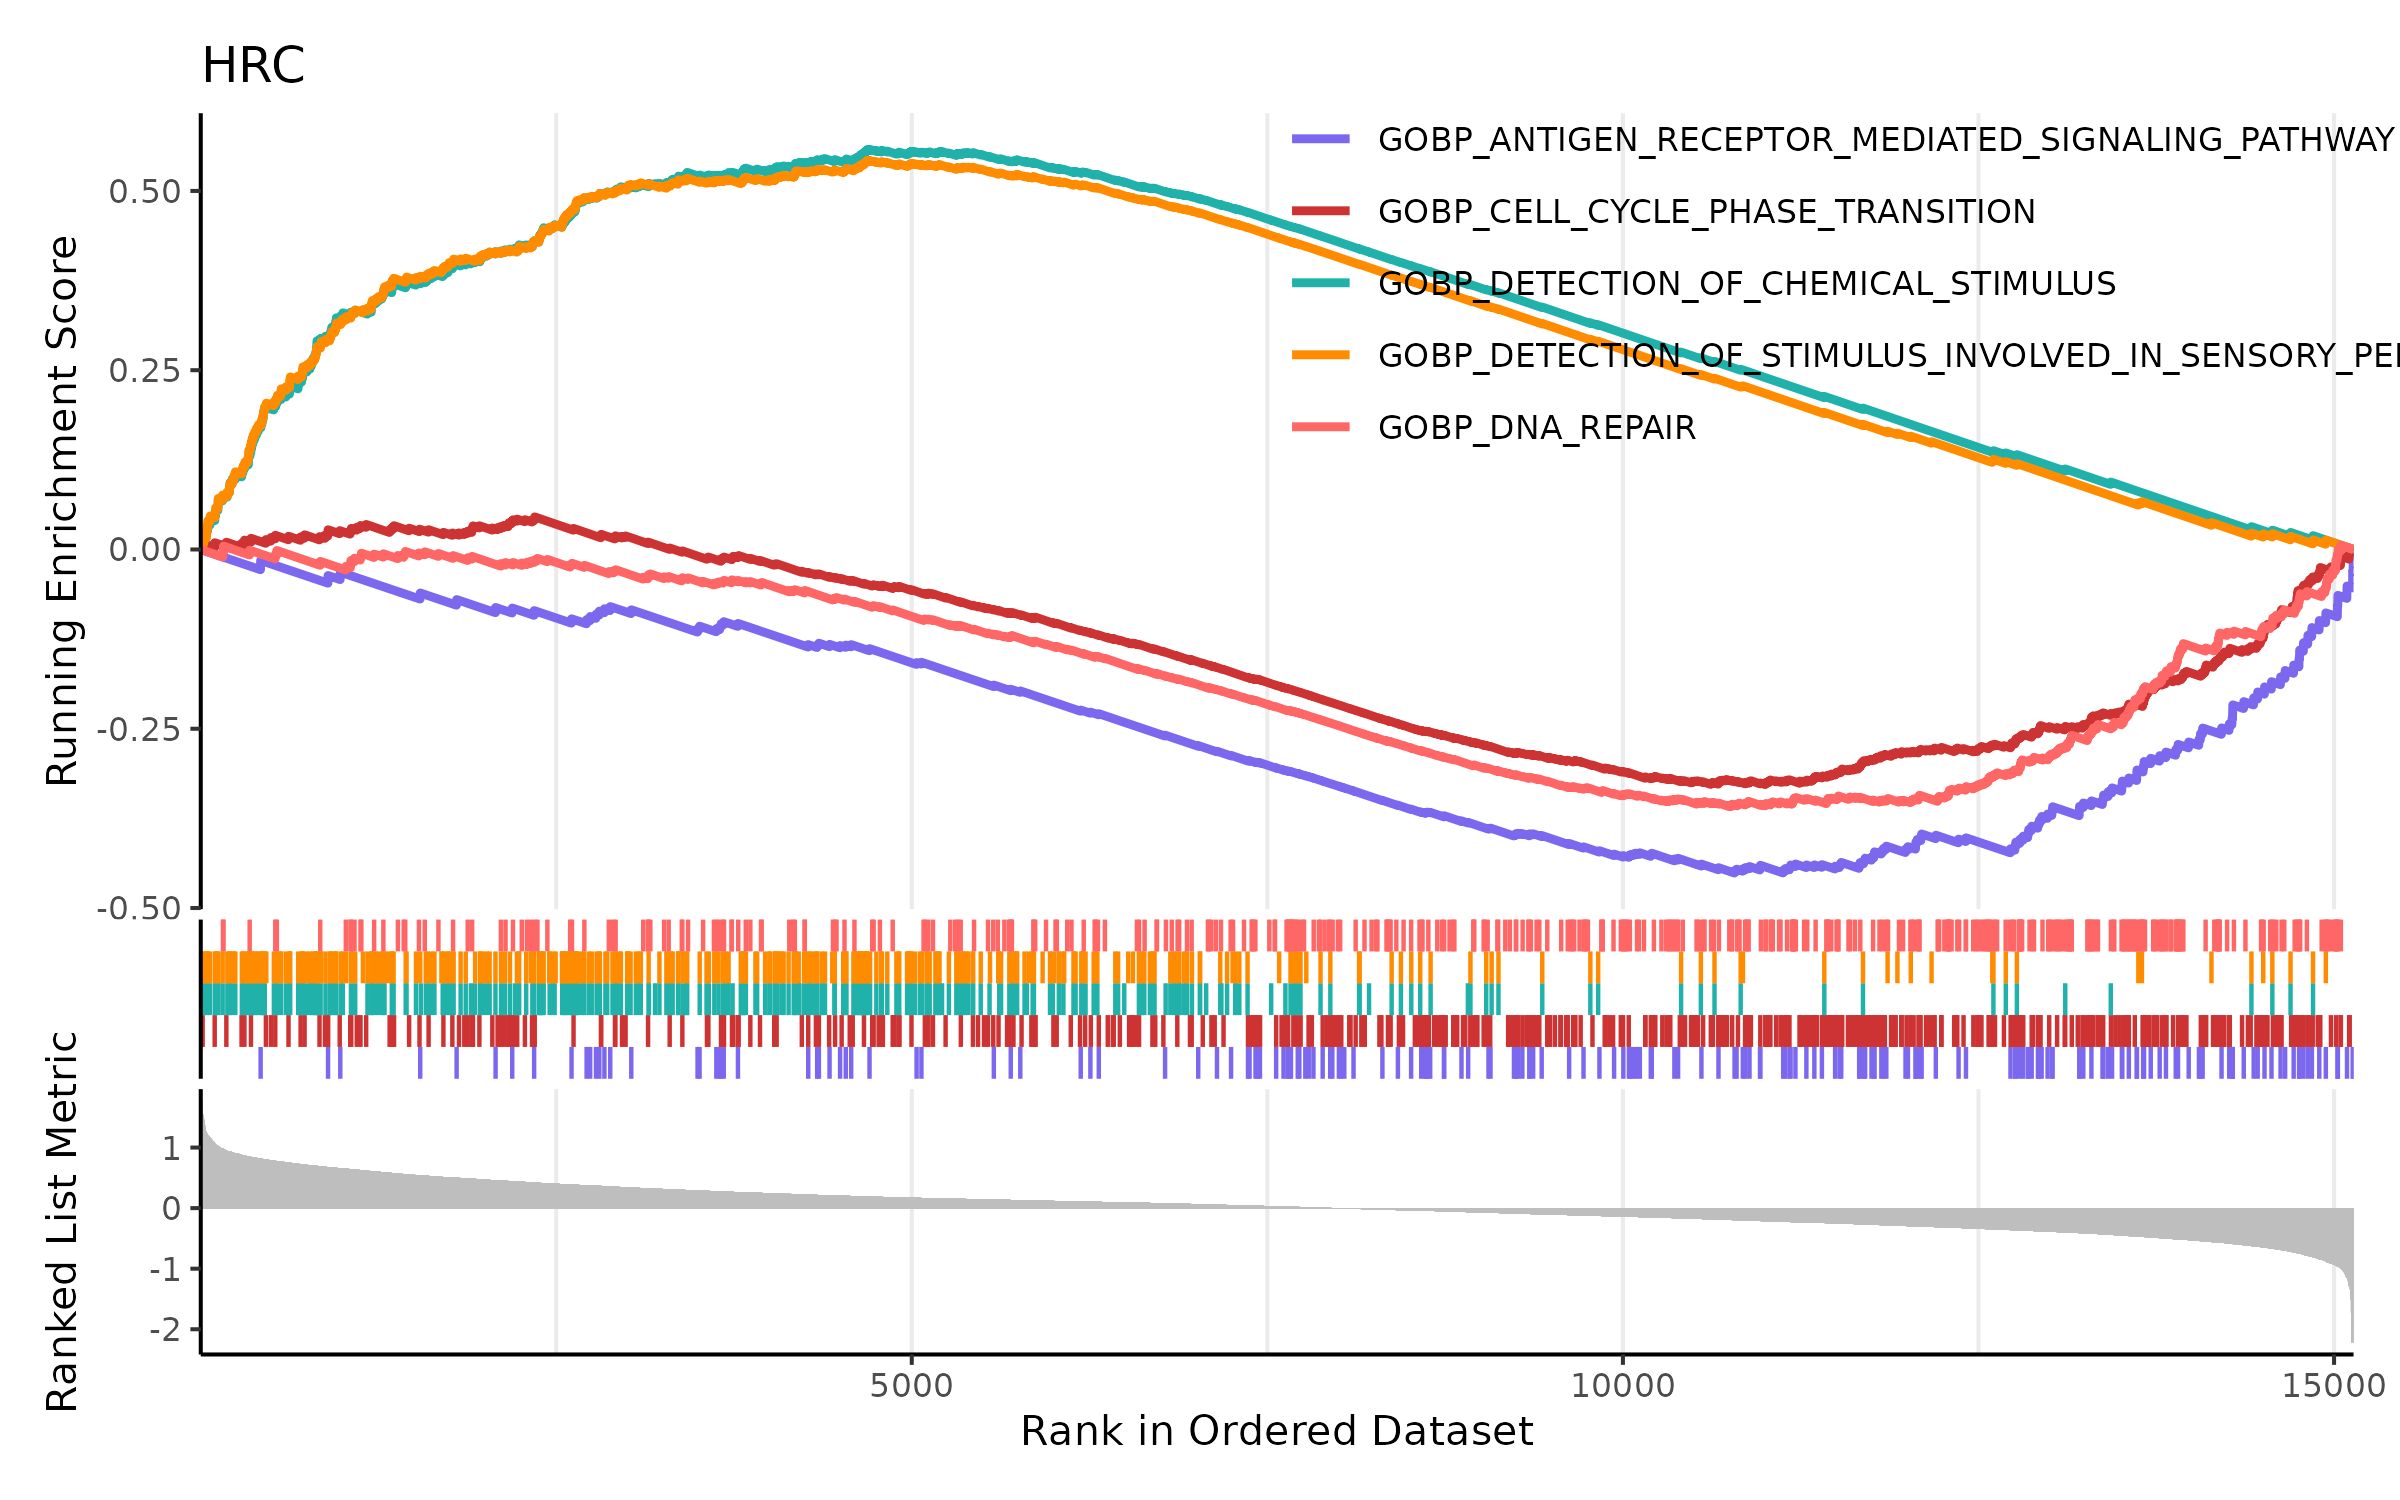 HRC
GOBP_ANTIGEN_RECEPTOR_MEDIATED_SIGNALING_PATHWAY
GOBP_CELL_CYCLE_PHASE_TRANSITION
GOBP_DETECTION_OF_CHEMICAL_STIMULUS
GOBP_DETECTION_OF_STIMULUS_INVOLVED_IN_SENSORY_PE
GOBP_DNA_REPAIR
Running Enrichment Score
0.50
0.25
0.00
-0.25
-0.50
Ranked List Metric
1
0
-1
-2
5000
10000
15000
Rank in Ordered Dataset